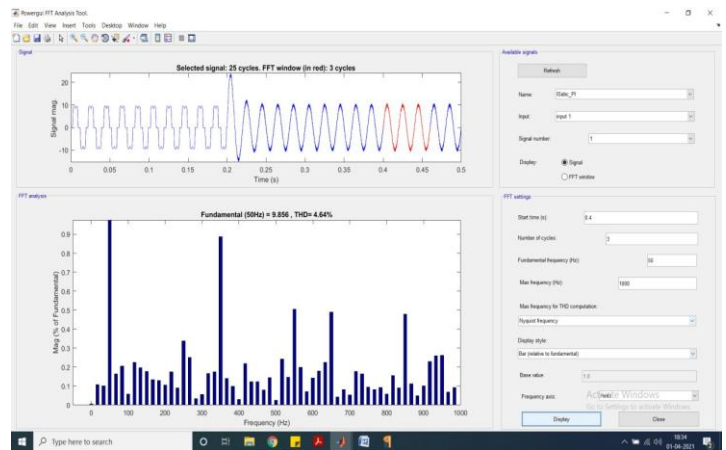 Powergui FFT Analysis Tool.
File Edit View Insert Tools Desktop Window Help
Signal
Selected signal: 25 cycles. FFT window (in red): 3 cycles
Signal mag.
20
10
0
-10
0 0.05 0.1 0.15 0.2 0.25 0.3 0.35 0.4 0.45 0.5
Time (s)
FFT analysis
Fundamental (50Hz) = 9.856 , THD= 4.64%
Mag (% of Fundamental)
0.9
0.8
0.7
0.6
0.5
0.4
0.3
0.2
0.1
0
0 100 200 300 400 500 600 700 800 900 1000
Frequency (Hz)
Available signals
Refresh
Name:
Input: input 1
Signal number: 1
Display: Signal
FFT window
FFT settings
Start time (s): 0.4
Number of cycles: 3
Fundamental frequency (Hz): 50
Max frequency (Hz): 1000
Max frequency for THD computation:
Nyquist frequency
Display style:
Bar (relative to fundamental)
Base value: 1.0
Frequency axis: Hertz
Activate Windows
Go to Settings to activate Windows.
Display Close
Type here to search
18:34
01-04-2021